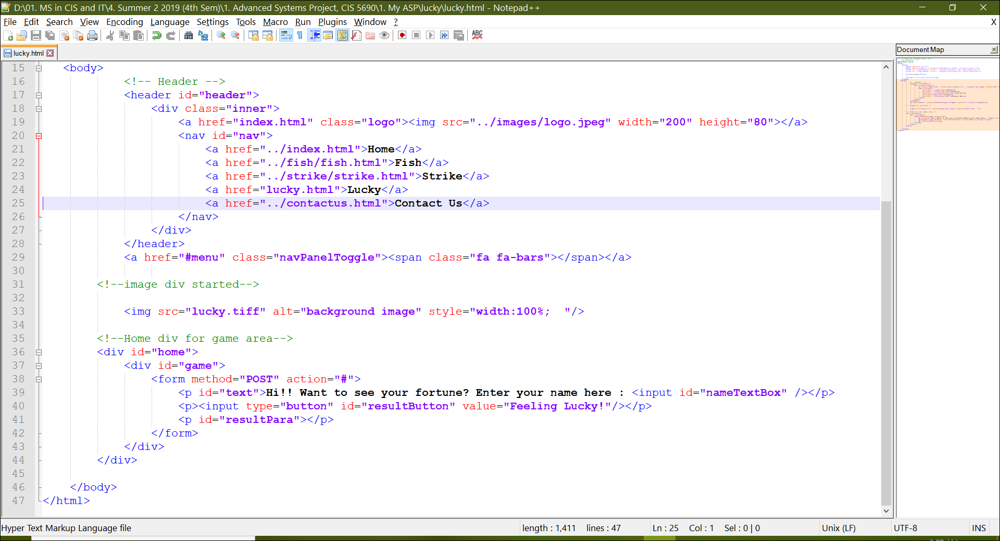 D:\01. MS in CIS and IT\4. Summer 2 2019 (4th Sem)\1. Advanced Systems Project, CIS 5690\1. My ASP\lucky\lucky.html - Notepad++
File Edit Search View Encoding Language Settings Tools Macro Run Plugins Window ? X
ABC
lucky.html
Document Map
15 <body>
16 <!-- Header -->
17 <header id="header">
18 <div class="inner">
19 <a href="index.html" class="logo"><img src="../images/logo.jpeg" width="200" height="80"></a>
20 <nav id="nav">
21 <a href="../index.html">Home</a>
22 <a href="../fish/fish.html">Fish</a>
23 <a href="../strike/strike.html">Strike</a>
24 <a href="lucky.html">Lucky</a>
25 <a href="../contactus.html">Contact Us</a>
26 </nav>
27 </div>
28 </header>
29 <a href="#menu" class="navPanelToggle"><span class="fa fa-bars"></span></a>
30
31 <!--image div started-->
32
33 <img src="lucky.tiff" alt="background image" style="width:100%;  "/>
34
35 <!--Home div for game area-->
36 <div id="home">
37 <div id="game">
38 <form method="POST" action="#">
39 <p id="text">Hi!! Want to see your fortune? Enter your name here : <input id="nameTextBox" /></p>
40 <p><input type="button" id="resultButton" value="Feeling Lucky!"/></p>
41 <p id="resultPara"></p>
42 </form>
43 </div>
44 </div>
45
46 </body>
47 </html>
Hyper Text Markup Language file length : 1,411 lines : 47 Ln : 25 Col : 1 Sel : 0 | 0 Unix (LF) UTF-8 INS